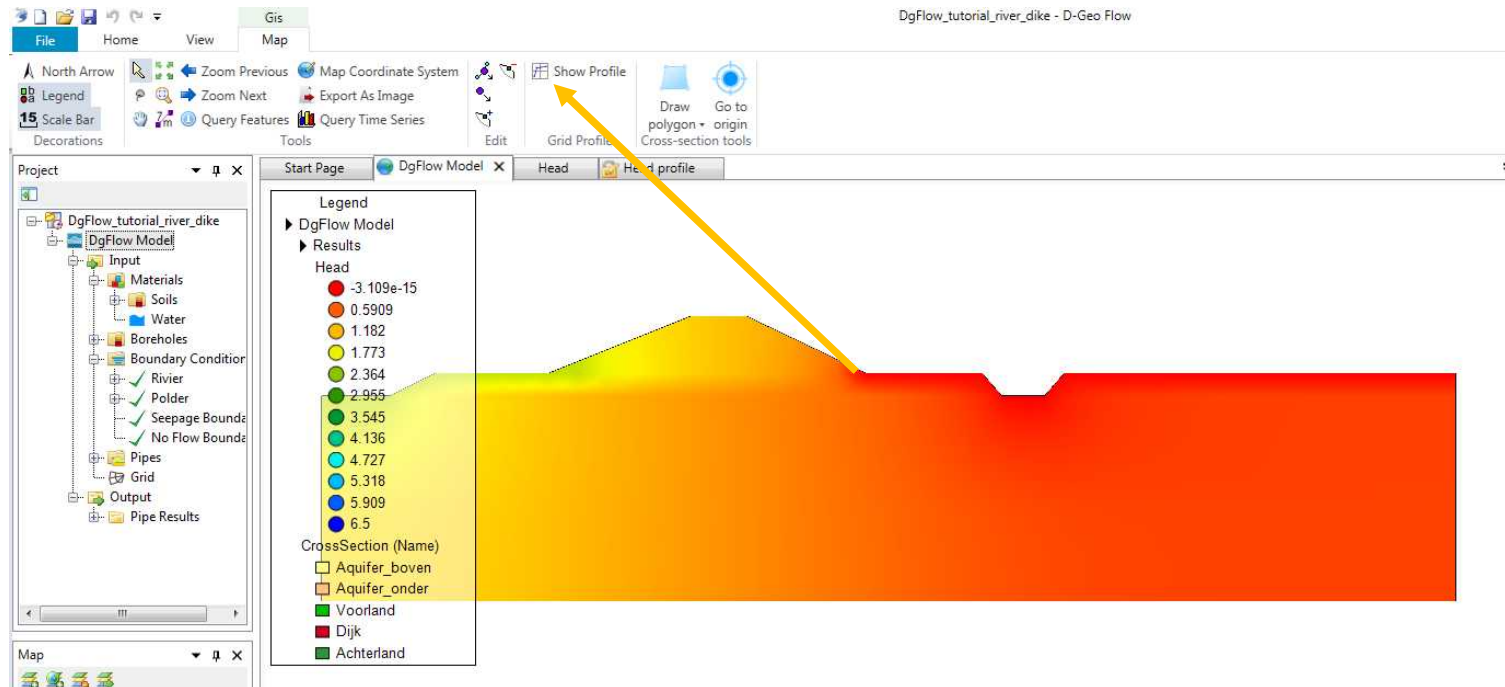 Gis
DgFlow_tutorial_river_dike - D-Geo Flow
File Home View Map
North Arrow
Legend
15 Scale Bar
Decorations
Zoom Previous
Zoom Next
Query Features
Map Coordinate System
Export As Image
Query Time Series
Tools
Edit
Show Profile
Grid Profile
Draw polygon
Go to origin
Cross-section tools
Project
DgFlow_tutorial_river_dike
DgFlow Model
Input
Materials
Soils
Water
Boreholes
Boundary Condition
Rivier
Polder
Seepage Bounda
No Flow Bounda
Pipes
Grid
Output
Pipe Results
Map
Start Page DgFlow Model Head Head profile
Legend
DgFlow Model
Results
Head
-3.109e-15
0.5909
1.182
1.773
2.364
2.955
3.545
4.136
4.727
5.318
5.909
6.5
CrossSection (Name)
Aquifer_boven
Aquifer_onder
Voorland
Dijk
Achterland